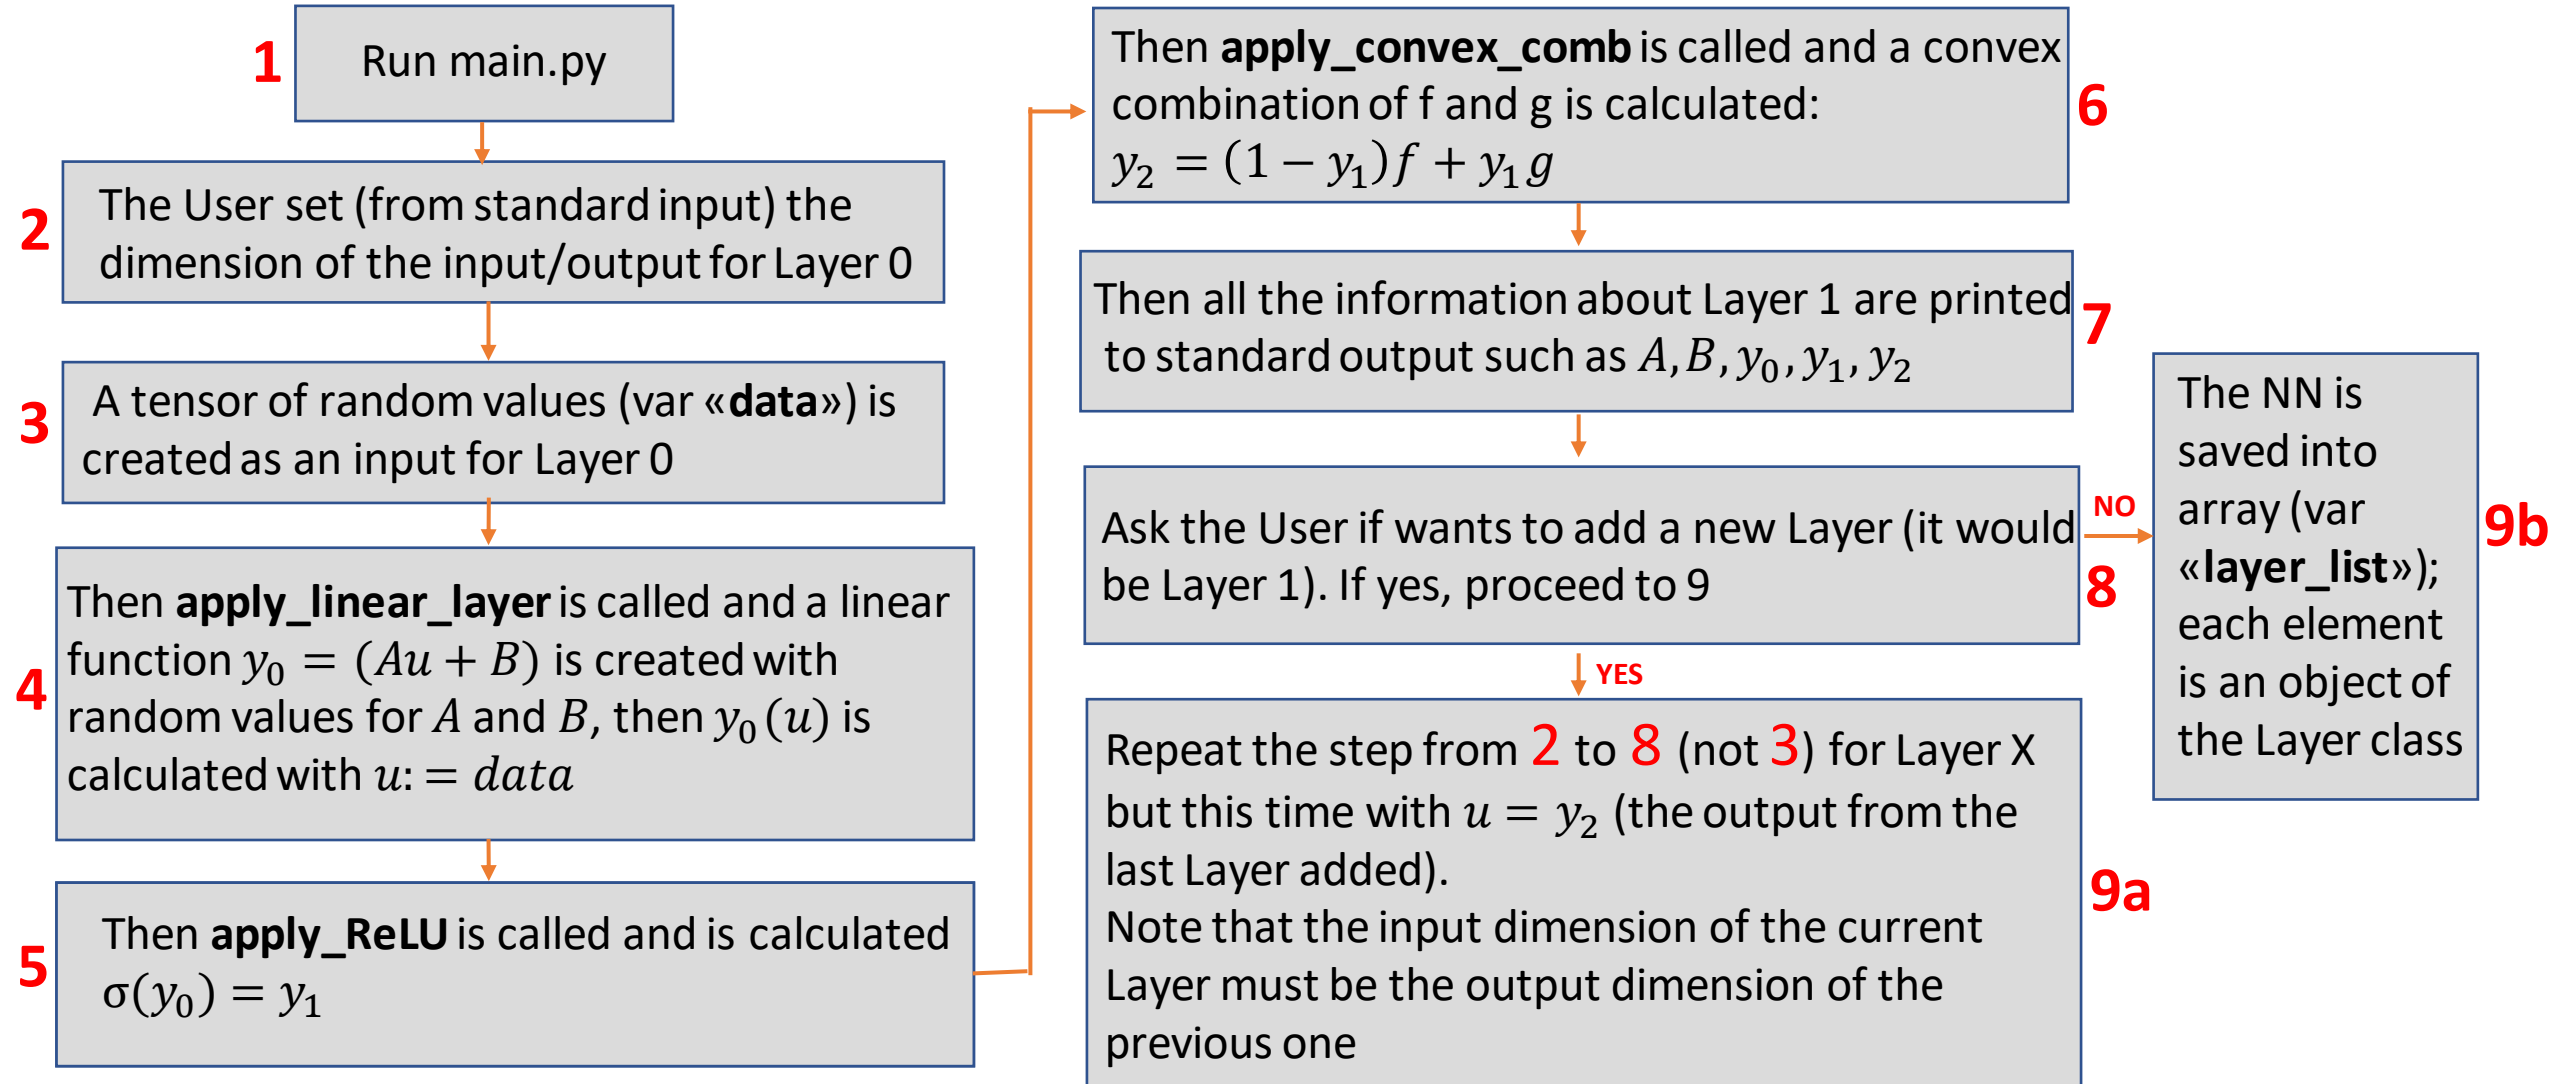 1
Run main.py
2
The User set (from standard input) the
dimension of the input/output for Layer 0
3
A tensor of random values (var «data») is
created as an input for Layer 0
4
Then apply_linear_layer is called and a linear
function y₀ = (Au + B) is created with
random values for A and B, then y₀(u) is
calculated with u: = data
5
Then apply_ReLU is called and is calculated
σ(y₀) = y₁
Then apply_convex_comb is called and a convex
combination of f and g is calculated:
y₂ = (1 − y₁)f + y₁g
6
Then all the information about Layer 1 are printed
to standard output such as A, B, y₀, y₁, y₂
7
Ask the User if wants to add a new Layer (it would
be Layer 1). If yes, proceed to 9
8
NO
YES
Repeat the step from 2 to 8 (not 3) for Layer X
but this time with u = y₂ (the output from the
last Layer added).
Note that the input dimension of the current
Layer must be the output dimension of the
previous one
9a
The NN is
saved into
array (var
«layer_list»);
each element
is an object of
the Layer class
9b